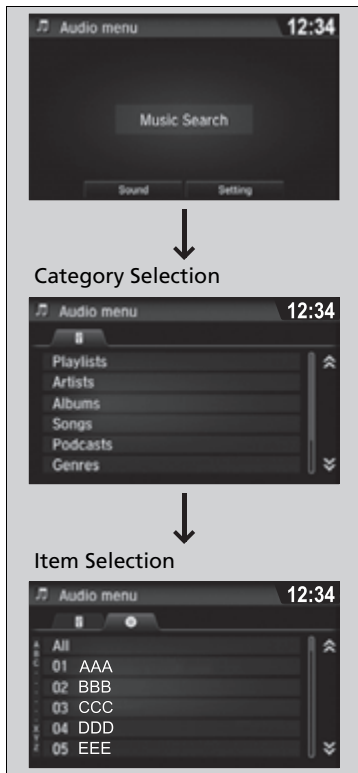 Audio menu 12:34
Music Search
Sound Setting
Category Selection
Audio menu 12:34
Playlists
Artists
Albums
Songs
Podcasts
Genres
Item Selection
Audio menu 12:34
All
01 AAA
02 BBB
03 CCC
04 DDD
05 EEE